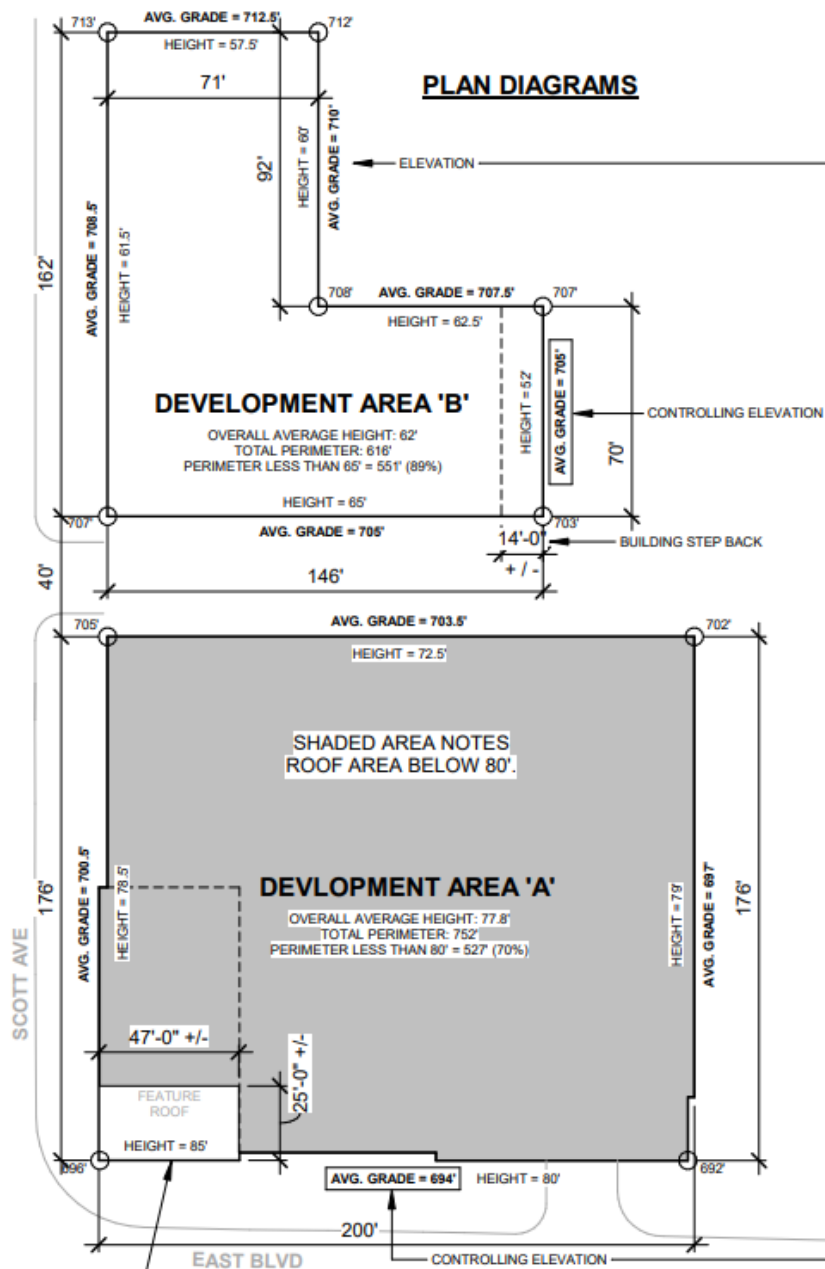 713'
AVG. GRADE = 712.5'
712'
HEIGHT = 57.5'
71'
PLAN DIAGRAMS
92'
HEIGHT = 60'
AVG. GRADE = 710'
ELEVATION
162'
AVG. GRADE = 708.5'
HEIGHT = 61.5'
708'
AVG. GRADE = 707.5'
707'
HEIGHT = 62.5'
DEVELOPMENT AREA 'B'
OVERALL AVERAGE HEIGHT: 62'
TOTAL PERIMETER: 616'
PERIMETER LESS THAN 65' = 551' (89%)
HEIGHT = 52'
AVG. GRADE = 705'
CONTROLLING ELEVATION
70'
HEIGHT = 65'
707'
AVG. GRADE = 705'
703'
14'-0"
+ / -
BUILDING STEP BACK
146'
40'
705'
AVG. GRADE = 703.5'
702'
HEIGHT = 72.5'
SHADED AREA NOTES
ROOF AREA BELOW 80'.
176'
AVG. GRADE = 700.5'
HEIGHT = 78.5'
DEVLOPMENT AREA 'A'
OVERALL AVERAGE HEIGHT: 77.8'
TOTAL PERIMETER: 752'
PERIMETER LESS THAN 80' = 527' (70%)
HEIGHT = 79'
AVG. GRADE = 697'
176'
SCOTT AVE
47'-0" +/-
25'-0" +/-
FEATURE
ROOF
HEIGHT = 85'
696'
AVG. GRADE = 694'
HEIGHT = 80'
692'
200'
EAST BLVD
CONTROLLING ELEVATION